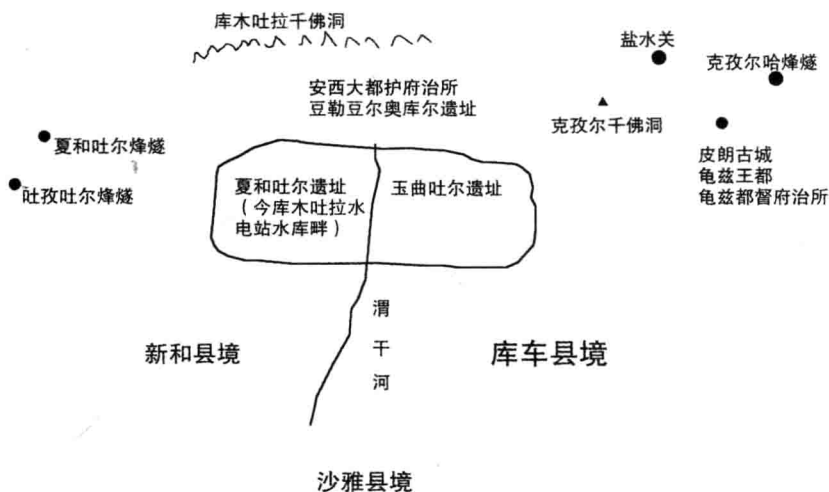 库木吐拉千佛洞
盐水关
克孜尔哈烽燧
安西大都护府治所
豆勒豆尔奥库尔遗址
克孜尔千佛洞
夏和吐尔烽燧
皮朗古城
龟兹王都
龟兹都督府治所
吐孜吐尔烽燧
夏和吐尔遗址
（今库木吐拉水
电站水库畔）
玉曲吐尔遗址
渭
干
河
新和县境
库车县境
沙雅县境